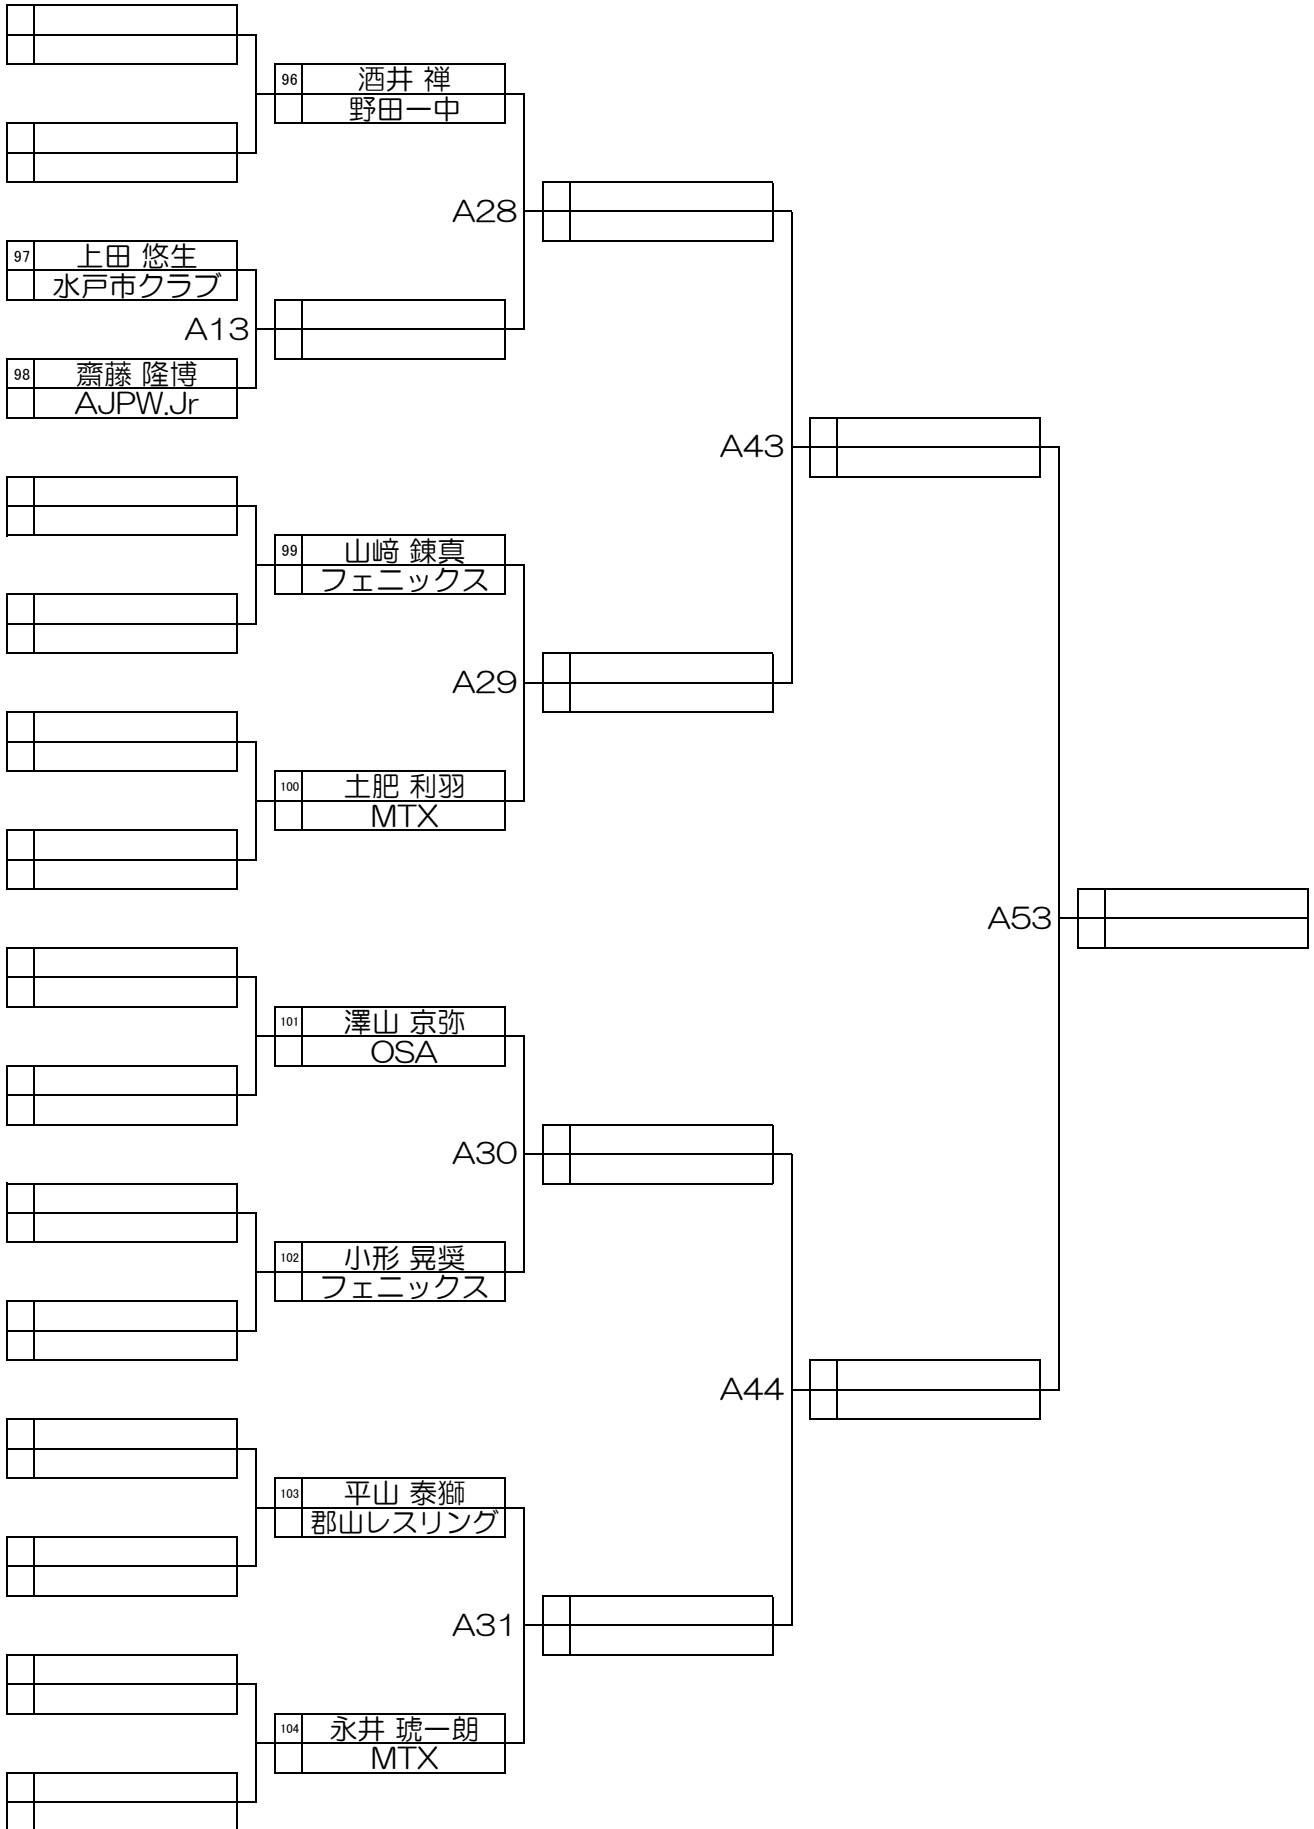 96 酒井 禅
野田一中
A28
97 上田 悠生
水戸市クラブ
A13
98 齋藤 隆博
AJPW.Jr
A43
99 山﨑 錬真
フェニックス
A29
100 土肥 利羽
MTX
A53
101 澤山 京弥
OSA
A30
102 小形 晃奨
フェニックス
A44
103 平山 泰獅
郡山レスリング
A31
104 永井 琥一朗
MTX